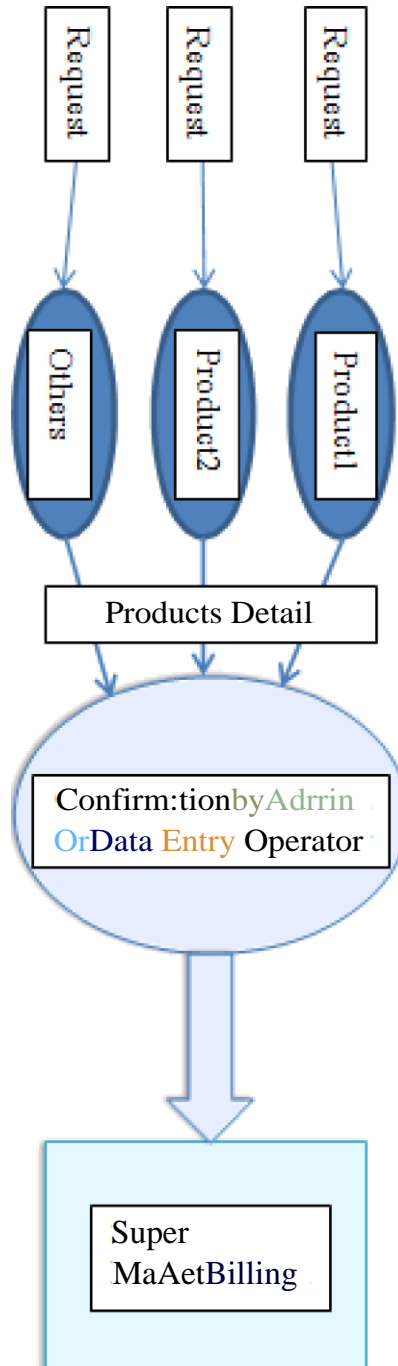 Request
Request
Request
Others
Product2
Product1
Products Detail
Confirm:tionbyAdrrin
OrData Entry Operator
Super
MaAetBilling